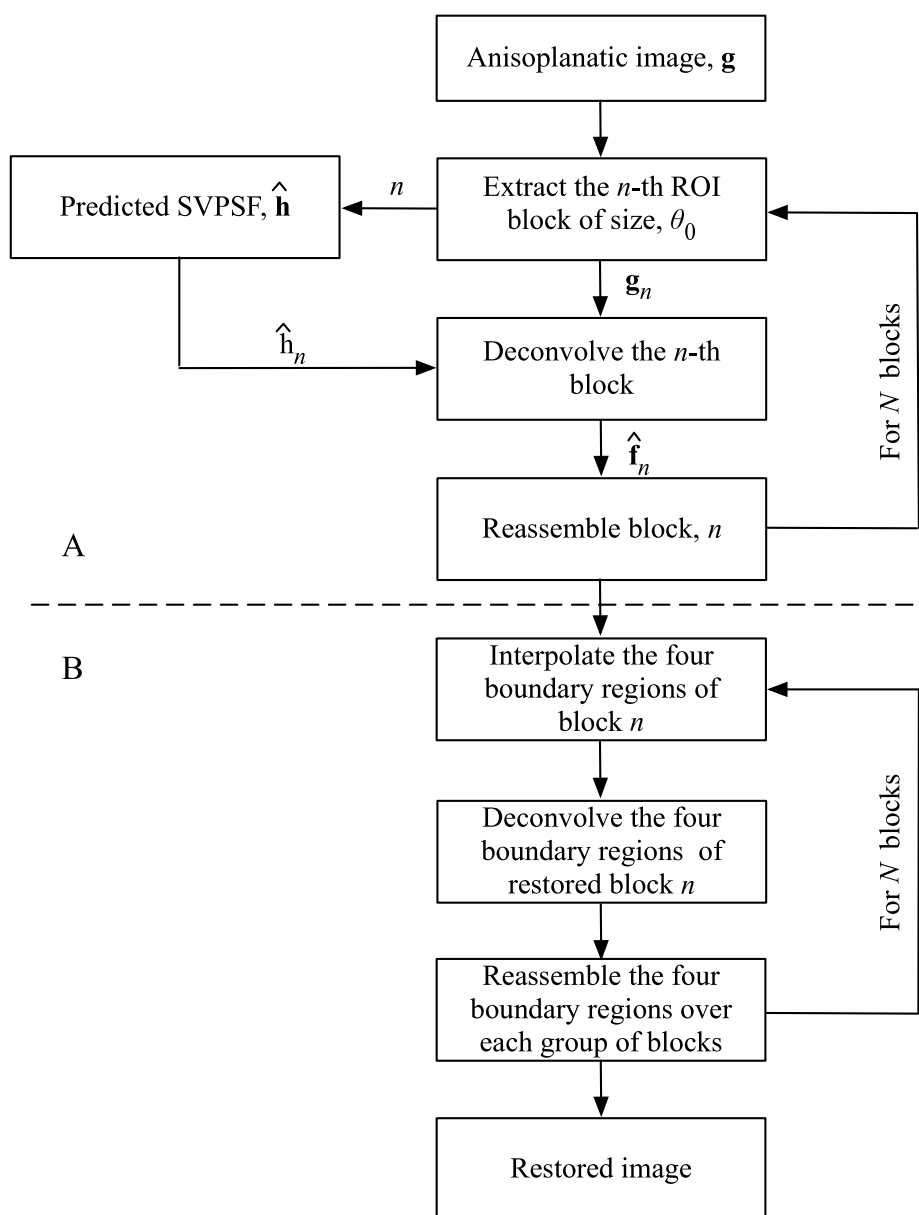 Anisoplanatic image, g
Predicted SVPSF, ĥ
n
Extract the n-th ROI
block of size, θ₀
gₙ
ĥₙ
Deconvolve the n-th
block
f̂ₙ
Reassemble block, n
For N blocks
A
B
Interpolate the four
boundary regions of
block n
Deconvolve the four
boundary regions of
restored block n
Reassemble the four
boundary regions over
each group of blocks
For N blocks
Restored image